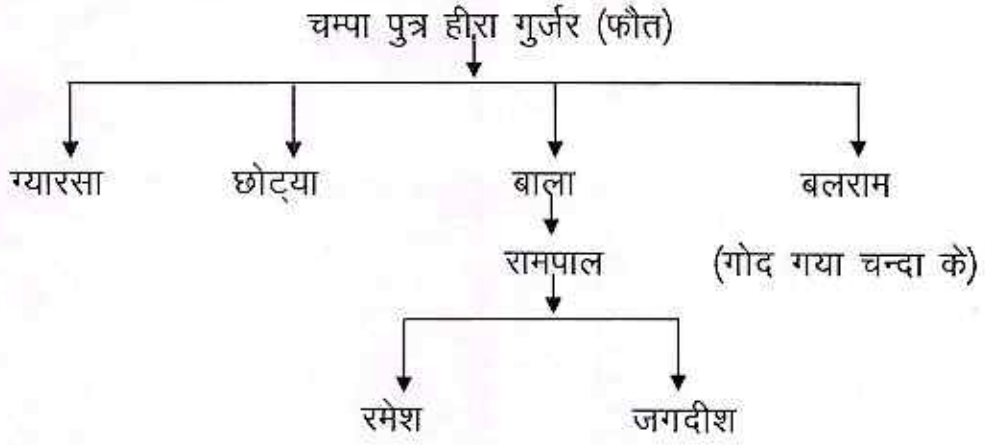 चम्पा पुत्र हीरा गुर्जर (फौत)
ग्यारसा छोट्या बाला बलराम
रामपाल (गोद गया चन्दा के)
रमेश जगदीश